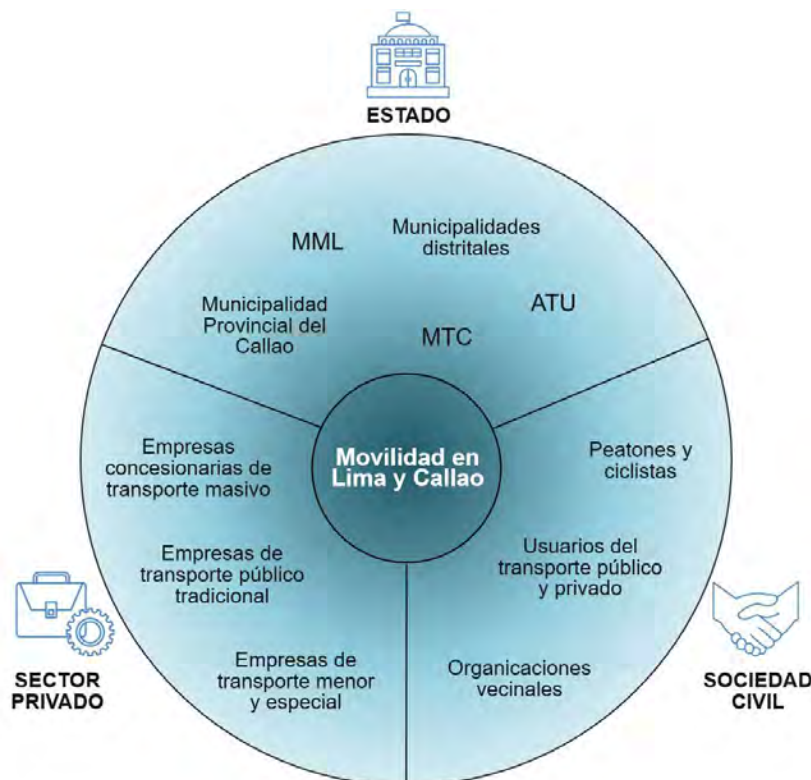 ESTADO
MML
Municipalidades
distritales
Municipalidad
Provincial del
Callao
MTC
ATU
Movilidad en
Lima y Callao
Empresas
concesionarias de
transporte masivo
Empresas de
transporte público
tradicional
Empresas de
transporte menor
y especial
SECTOR
PRIVADO
Peatones y
ciclistas
Usuarios del
transporte público
y privado
Organicaciones
vecinales
SOCIEDAD
CIVIL